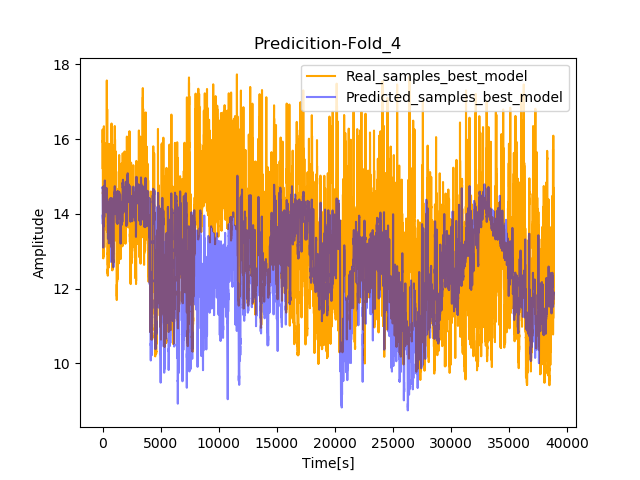 Predicition-Fold_4
Real_samples_best_model
Predicted_samples_best_model
Amplitude
18
16
14
12
10
0
5000
10000
15000
20000
25000
30000
35000
40000
Time[s]